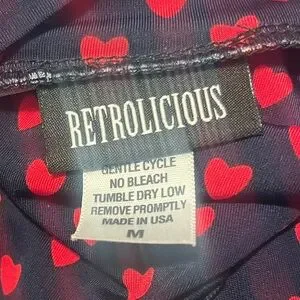 RETROLICIOUS
GENTLE CYCLE
NO BLEACH
TUMBLE DRY LOW
REMOVE PROMPTLY
MADE IN USA
M